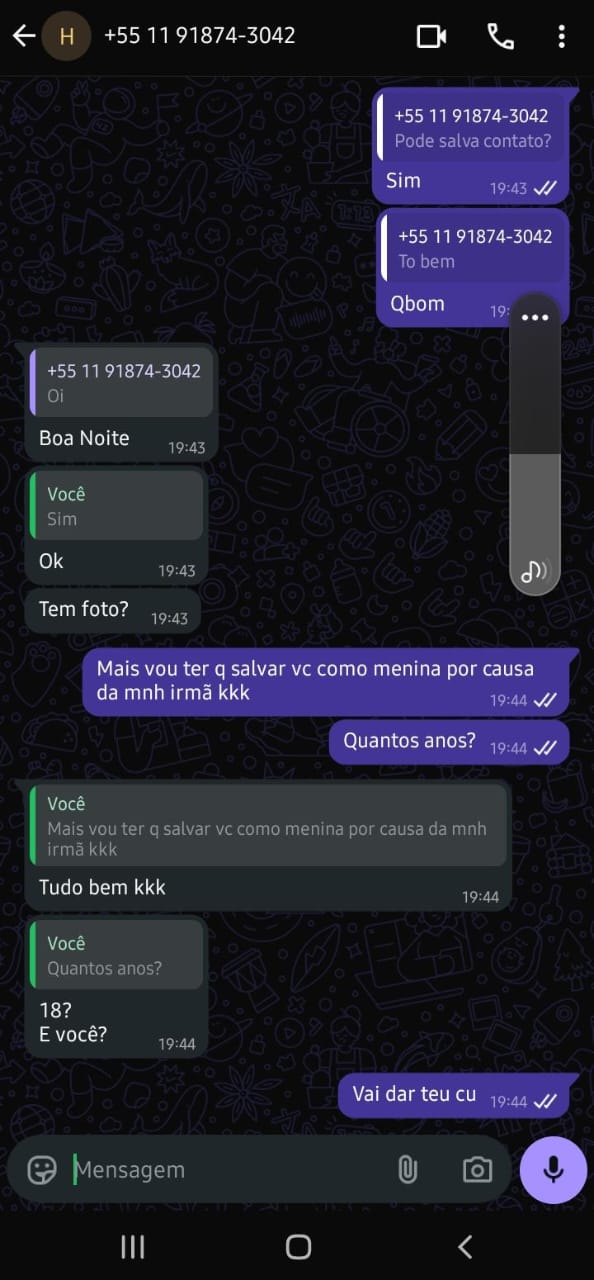 H
+55 11 91874-3042
+55 11 91874-3042
Pode salva contato?
Sim
19:43
+55 11 91874-3042
To bem
Qbom
19:
+55 11 91874-3042
Oi
Boa Noite
19:43
Você
Sim
Ok
19:43
Tem foto?
19:43
Mais vou ter q salvar vc como menina por causa
da mnh irmã kkk
19:44
Quantos anos?
19:44
Você
Mais vou ter q salvar vc como menina por causa da mnh
irmã kkk
Tudo bem kkk
19:44
Você
Quantos anos?
18?
E você?
19:44
Vai dar teu cu
19:44
Mensagem